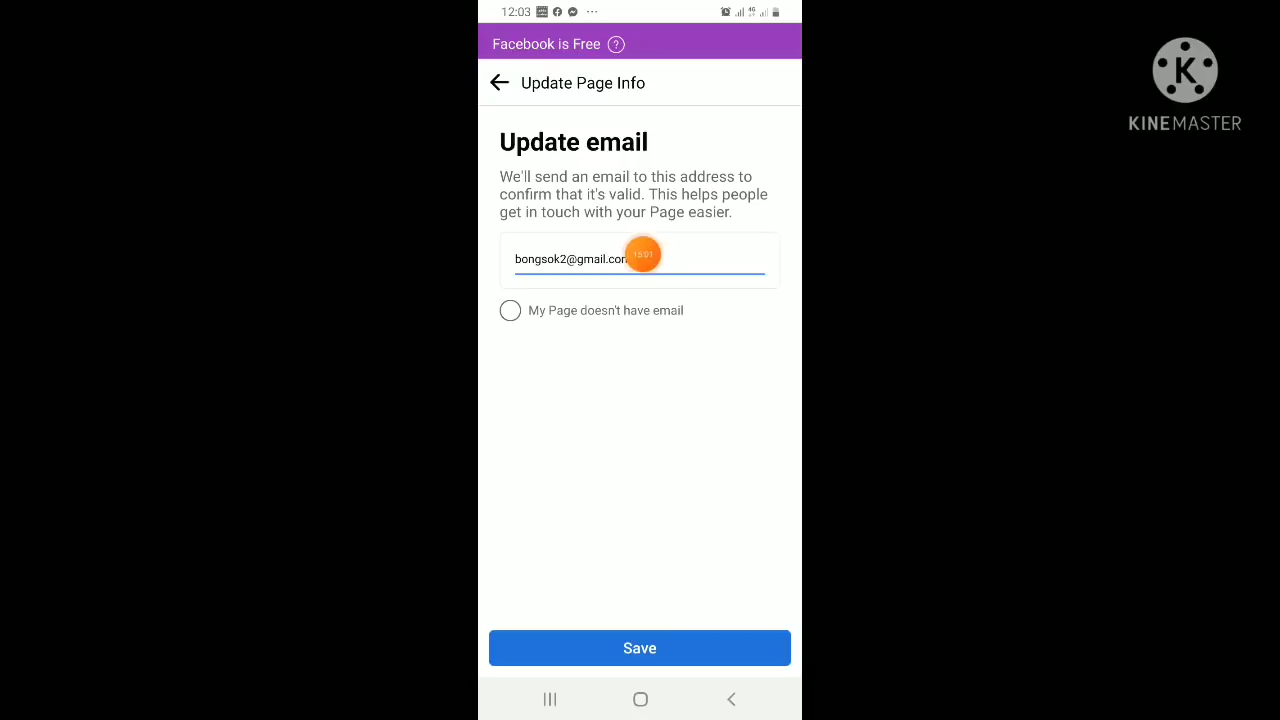 12:03
Facebook is Free ?
Update Page Info
Update email
We'll send an email to this address to
confirm that it's valid. This helps people
get in touch with your Page easier.
bongsok2@gmail.com
15:01
My Page doesn't have email
Save
K
KINEMASTER